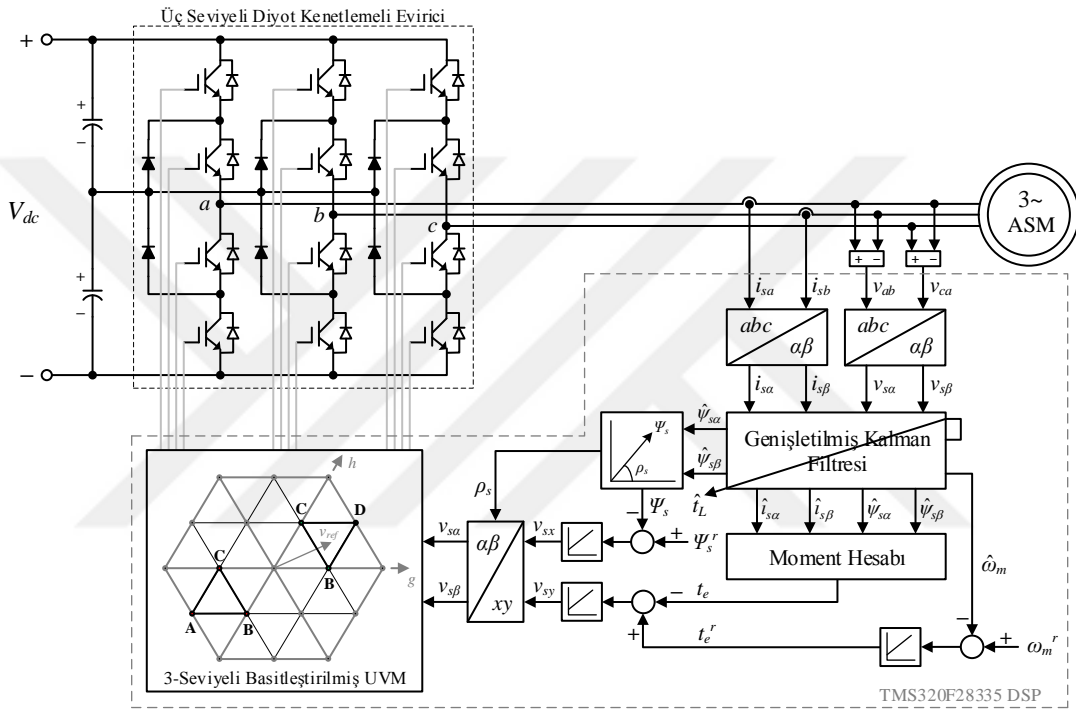 Üç Seviyeli Diyot Kenetlemeli Evirici
+
+
−
V_dc
+
−
−
a
b
c
3~
ASM
+ −
+ −
i_sa
i_sb
v_ab
v_ca
abc
αβ
abc
αβ
i_sα
i_sβ
v_sα
v_sβ
Genişletilmiş Kalman
Filtresi
ψ̂_sα
ψ̂_sβ
Ψ_s
ρ_s
ρ_s
Ψ_s
t̂_L
î_sα
î_sβ
ψ̂_sα
ψ̂_sβ
−
+
Ψ_s^r
Moment Hesabı
ω̂_m
v_sα
v_sβ
αβ
xy
v_sx
v_sy
−
t_e
+
t_e^r
−
+
ω_m^r
h
C
D
v_ref
C
B
g
A
B
3-Seviyeli Basitleştirilmiş UVM
TMS320F28335 DSP